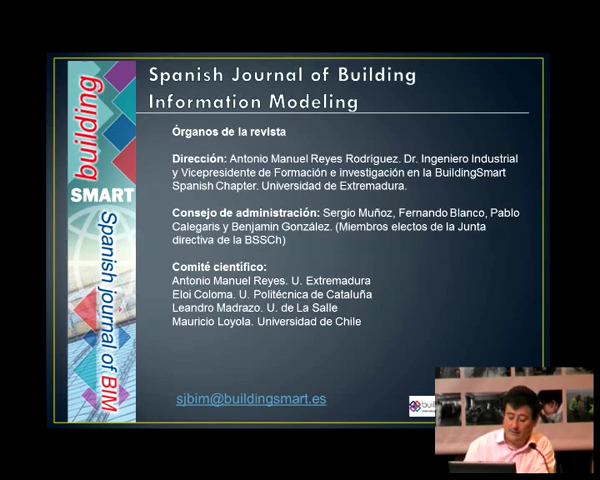 Spanish Journal of Building
Information Modeling
Órganos de la revista
Dirección: Antonio Manuel Reyes Rodríguez. Dr. Ingeniero Industrial
y Vicepresidente de Formación e investigación en la BuildingSmart
Spanish Chapter. Universidad de Extremadura.
Consejo de administración: Sergio Muñoz, Fernando Blanco, Pablo
Callegaris y Benjamin González. (Miembros electos de la Junta
directiva de la BSSCh)
Comité científico:
Antonio Manuel Reyes. U. Extremadura
Eloi Coloma. U. Politécnica de Cataluña
Leandro Madrazo. U. de La Salle
Mauricio Loyola. Universidad de Chile
sjbim@buildingsmart.es
building
SMART
Spanish journal of BIM